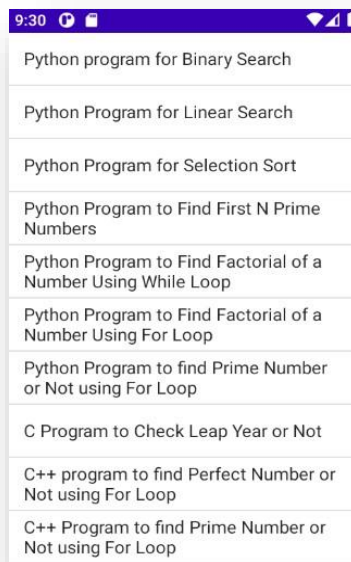 9:30
Python program for Binary Search
Python Program for Linear Search
Python Program for Selection Sort
Python Program to Find First N Prime
Numbers
Python Program to Find Factorial of a
Number Using While Loop
Python Program to Find Factorial of a
Number Using For Loop
Python Program to find Prime Number
or Not using For Loop
C Program to Check Leap Year or Not
C++ program to find Perfect Number or
Not using For Loop
C++ Program to find Prime Number or
Not using For Loop